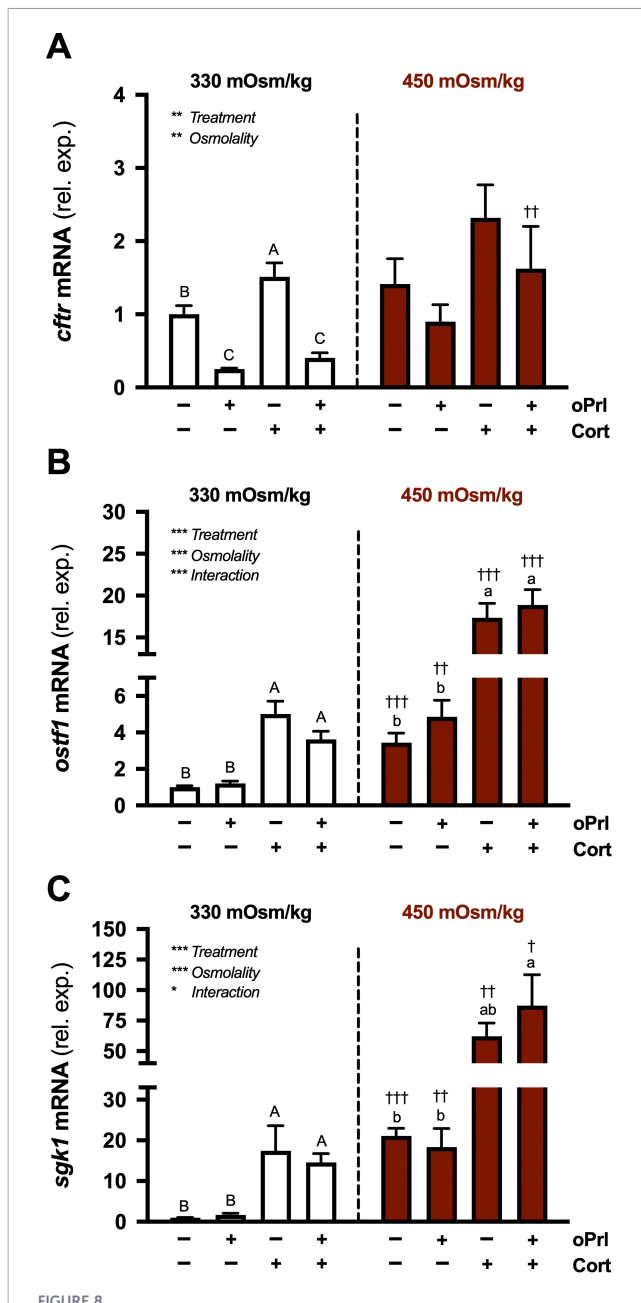 A
330 mOsm/kg 450 mOsm/kg
cftr mRNA (rel. exp.)
4
3
2
1
0
** Treatment
** Osmolality
B C A C ††
– + – + – + – + oPrl
– – + + – – + + Cort
B
330 mOsm/kg 450 mOsm/kg
ostf1 mRNA (rel. exp.)
30
25
20
15
6
4
2
0
*** Treatment
*** Osmolality
*** Interaction
††† †† ††† †††
B B A A b b a a
– + – + – + – + oPrl
– – + + – – + + Cort
C
330 mOsm/kg 450 mOsm/kg
sgk1 mRNA (rel. exp.)
150
125
100
75
50
30
20
10
0
*** Treatment
*** Osmolality
* Interaction
††† †† †† †
B B A A b b ab a
– + – + – + – + oPrl
– – + + – – + + Cort
FIGURE 8